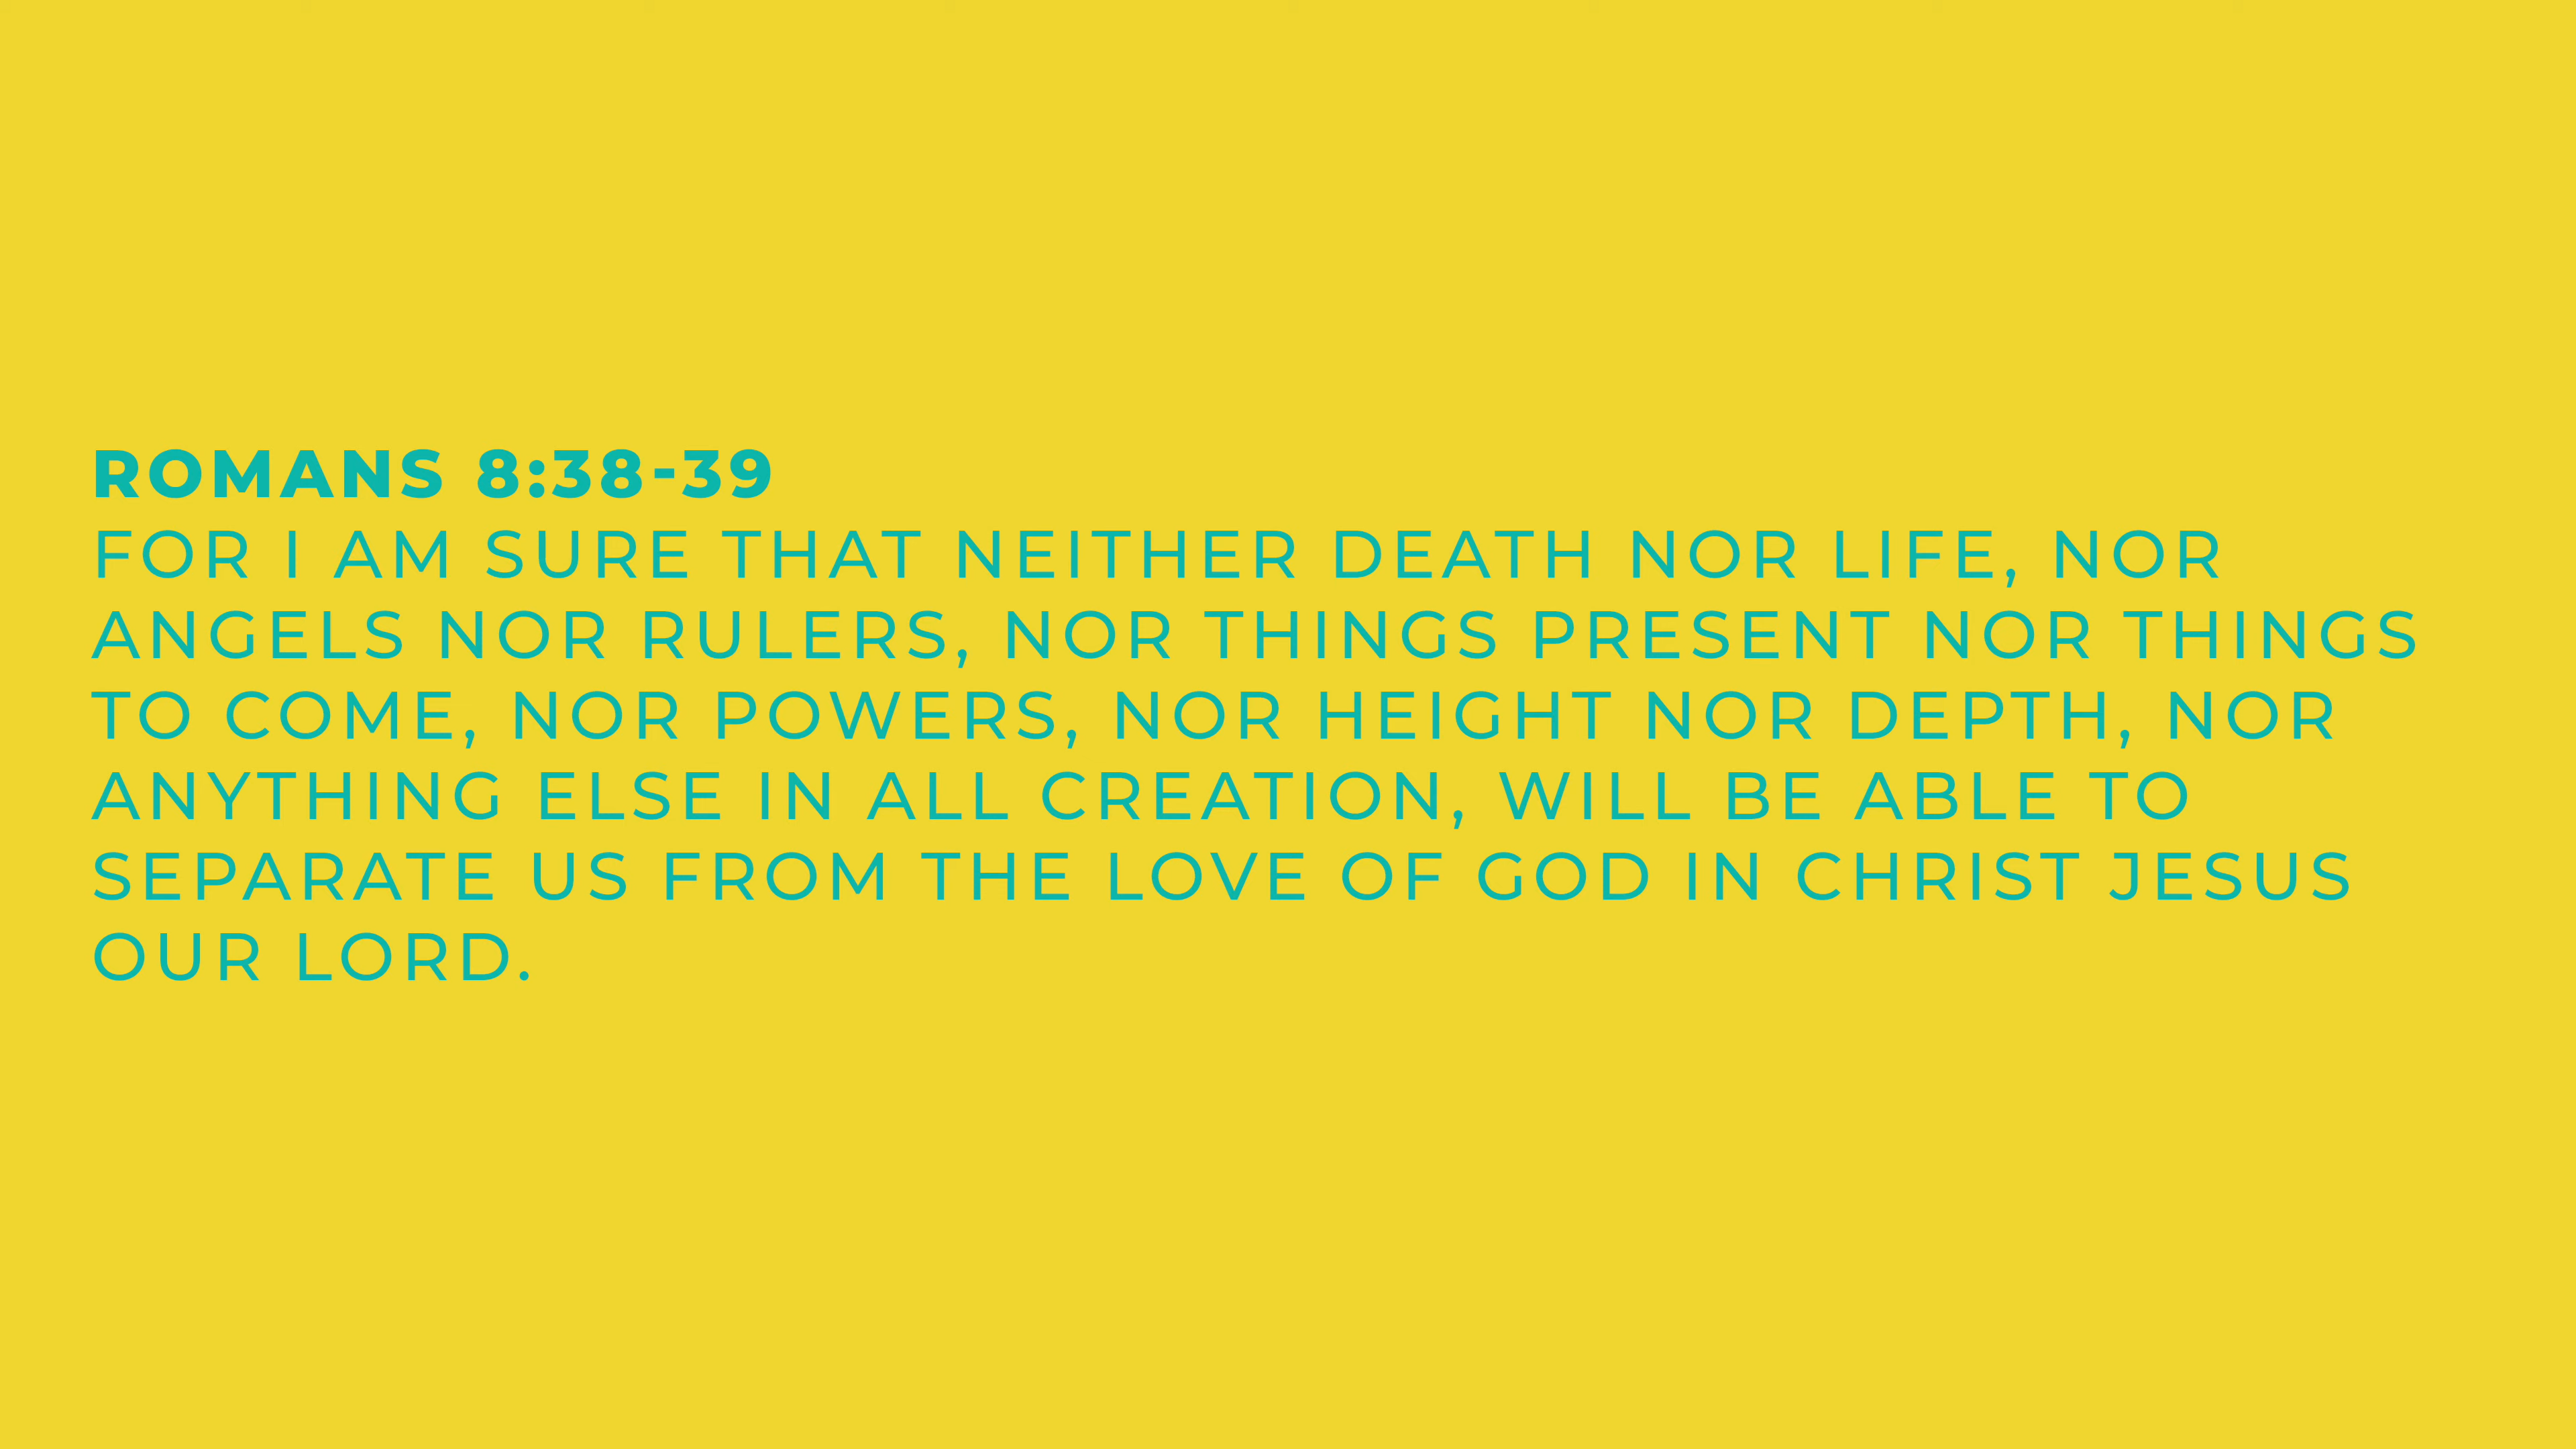 ROMANS 8:38-39
FOR I AM SURE THAT NEITHER DEATH NOR LIFE, NOR
ANGELS NOR RULERS, NOR THINGS PRESENT NOR THINGS
TO COME, NOR POWERS, NOR HEIGHT NOR DEPTH, NOR
ANYTHING ELSE IN ALL CREATION, WILL BE ABLE TO
SEPARATE US FROM THE LOVE OF GOD IN CHRIST JESUS
OUR LORD.